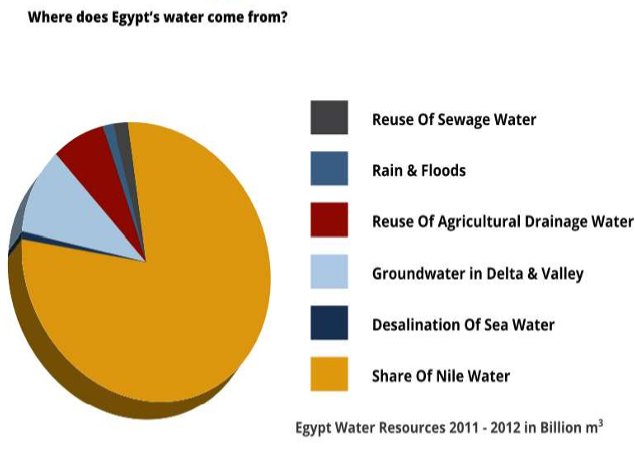 Where does Egypt's water come from?
Reuse Of Sewage Water
Rain & Floods
Reuse Of Agricultural Drainage Water
Groundwater in Delta & Valley
Desalination Of Sea Water
Share Of Nile Water
Egypt Water Resources 2011 - 2012 in Billion m³